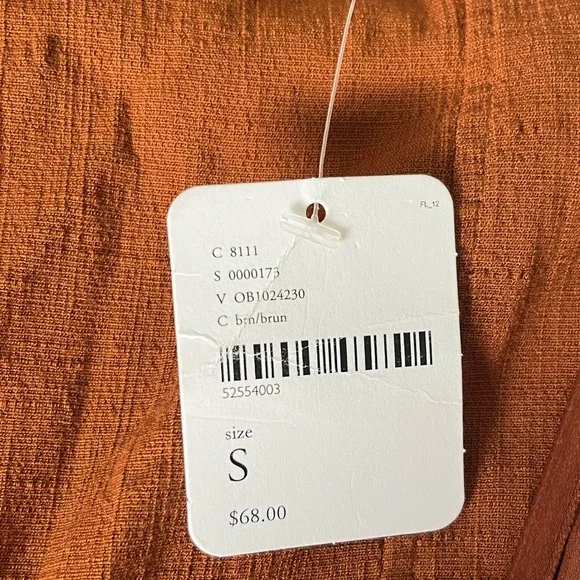 FL_12
C 8111
S 0000173
V OB1024230
C brn/brun
52554003
size
S
$68.00